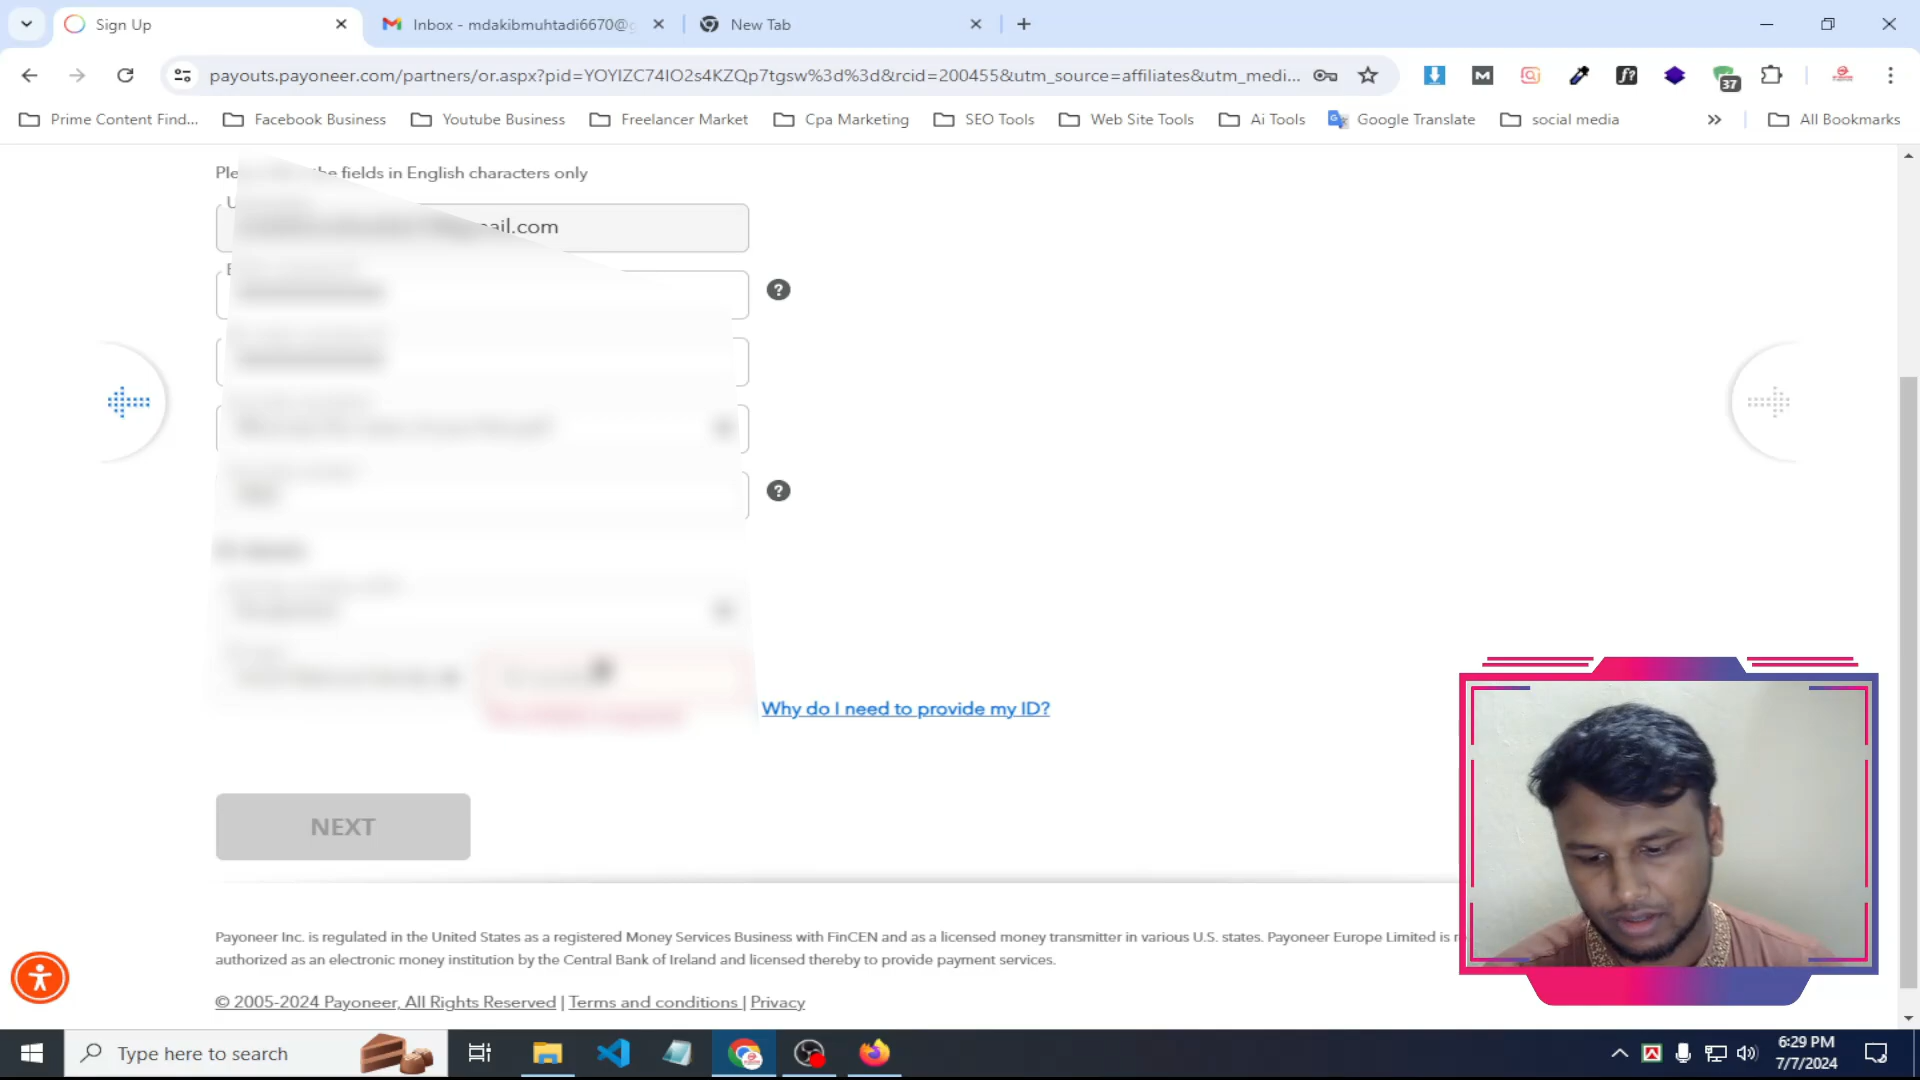 Sign Up
Inbox - mdakibmuhtadi6670@g
New Tab
payouts.payoneer.com/partners/or.aspx?pid=YOYIZC74IO2s4KZQp7tgsw%3d%3d&rcid=200455&utm_source=affiliates&utm_medi...
37
Prime Content Find...
Facebook Business
Youtube Business
Freelancer Market
Cpa Marketing
SEO Tools
Web Site Tools
Ai Tools
Google Translate
social media
All Bookmarks
fields in English characters only
ail.com
Why do I need to provide my ID?
NEXT
Payoneer Inc. is regulated in the United States as a registered Money Services Business with FinCEN and as a licensed money transmitter in various U.S. states. Payoneer Europe Limited is
authorized as an electronic money institution by the Central Bank of Ireland and licensed thereby to provide payment services.
© 2005-2024 Payoneer, All Rights Reserved | Terms and conditions | Privacy
Type here to search
6:29 PM
7/7/2024